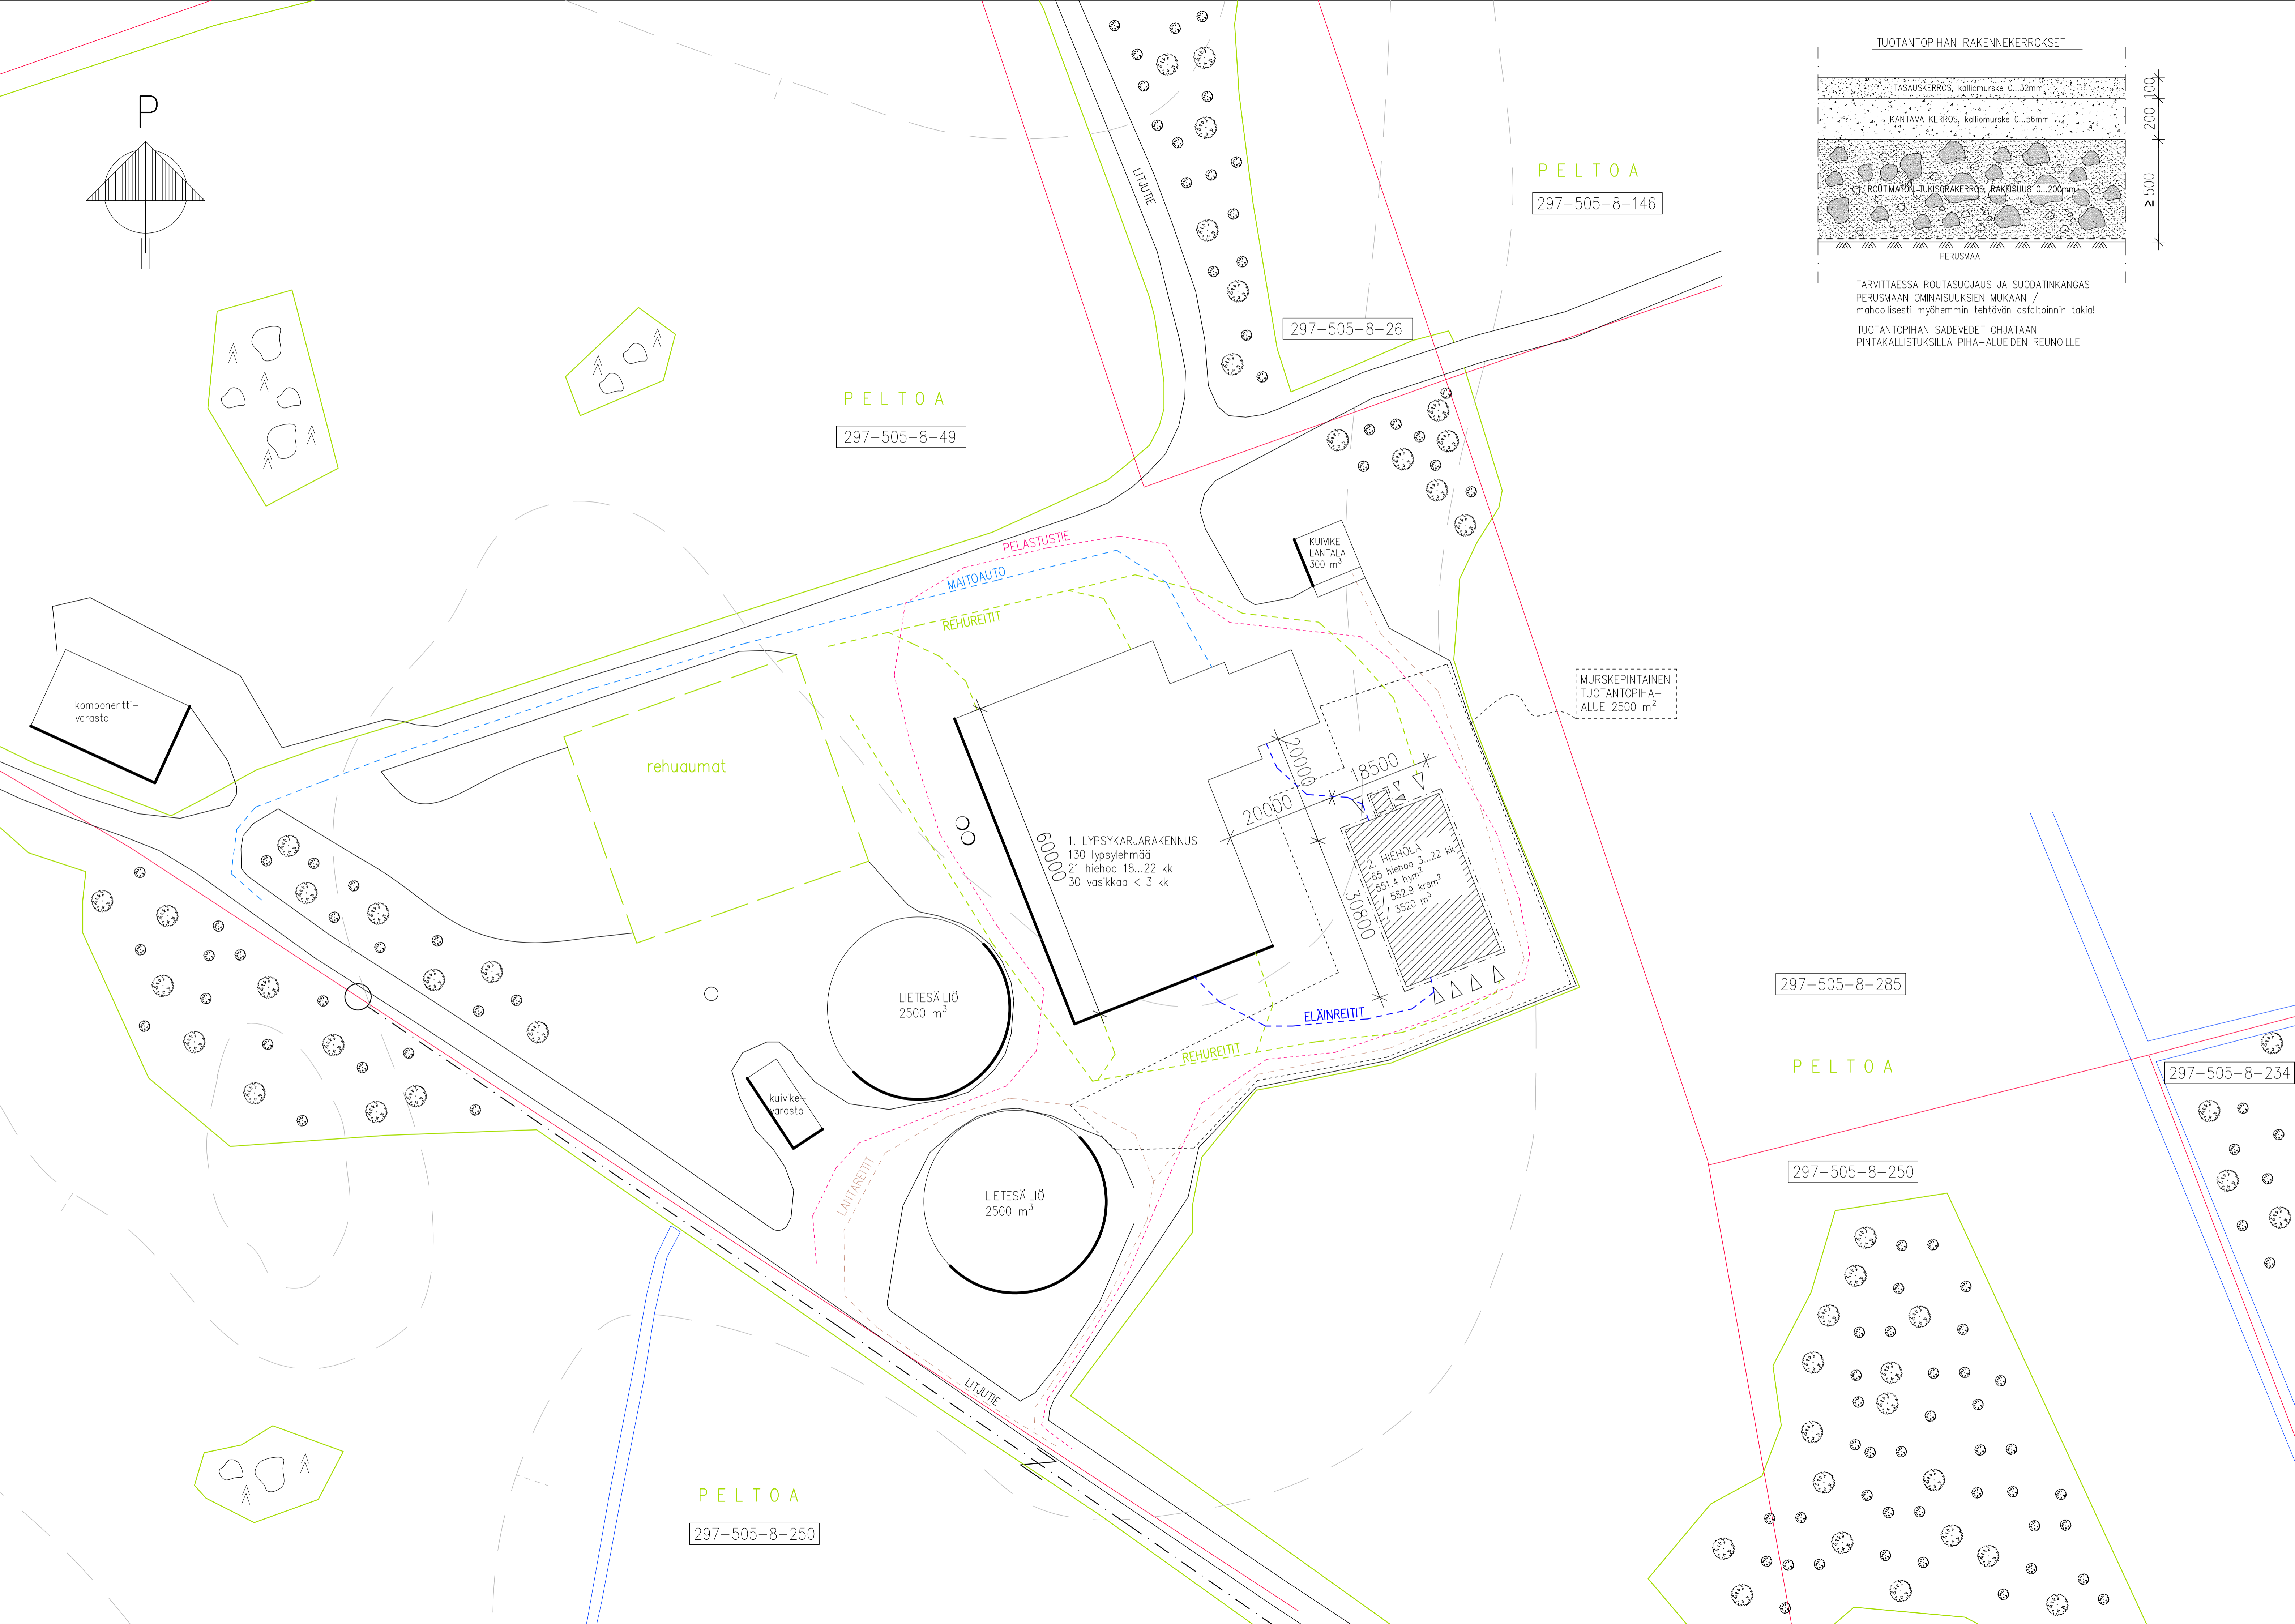 P
TUOTANTOPIHAN RAKENNEKERROKSET
TASAUSKERROS, kalliomurske 0...32mm
100
KANTAVA KERROS, kalliomurske 0...56mm
200
ROUTIMATON TUKISORAKERROS, RAKEISUUS 0...200mm
≥ 500
PERUSMAA
TARVITTAESSA ROUTASUOJAUS JA SUODATINKANGAS
PERUSMAAN OMINAISUUKSIEN MUKAAN /
mahdollisesti myöhemmin tehtävän asfaltoinnin takia!
TUOTANTOPIHAN SADEVEDET OHJATAAN
PINTAKALLISTUKSILLA PIHA-ALUEIDEN REUNOILLE
LITJUTIE
PELTOA
297-505-8-146
297-505-8-26
PELTOA
297-505-8-49
PELASTUSTIE
MAITOAUTO
REHUREITIT
KUIVIKE
LANTALA
300 m³
komponentti-
varasto
rehuaumat
MURSKEPINTAINEN
TUOTANTOPIHA-
ALUE 2500 m²
20000
18500
20000
60000
30800
1. LYPSYKARJARAKENNUS
130 lypsylehmää
21 hiehoa 18...22 kk
30 vasikkaa < 3 kk
2. HIEHOLA
65 hiehoa 3...22 kk
551.4 hym²
/ 582.9 krsm²
/ 3520 m³
LIETESÄILIÖ
2500 m³
ELÄINREITIT
REHUREITIT
kuivike-
varasto
LANTAREITIT
LIETESÄILIÖ
2500 m³
297-505-8-285
PELTOA
297-505-8-234
297-505-8-250
LITJUTIE
Z
PELTOA
297-505-8-250